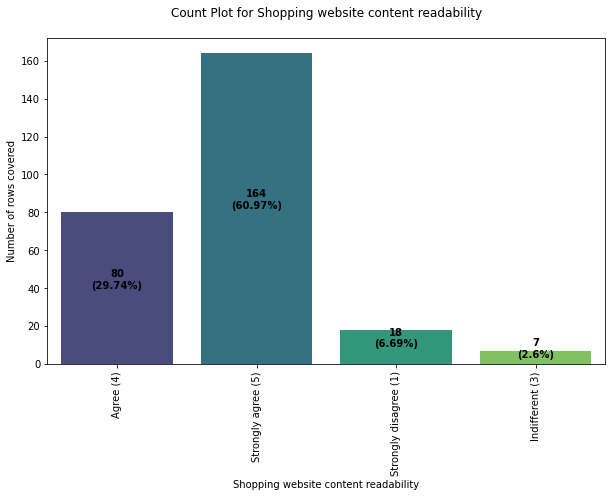 Count Plot for Shopping website content readability
Number of rows covered
160
140
120
100
80
60
40
20
0
80
(29.74%)
164
(60.97%)
18
(6.69%)
7
(2.6%)
Agree (4)
Strongly agree (5)
Strongly disagree (1)
Indifferent (3)
Shopping website content readability